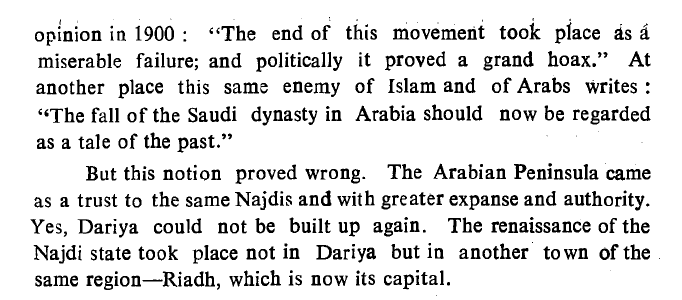 opinion in 1900 : “The end of this movement took place as a
miserable failure; and politically it proved a grand hoax.” At
another place this same enemy of Islam and of Arabs writes :
“The fall of the Saudi dynasty in Arabia should now be regarded
as a tale of the past.”
But this notion proved wrong. The Arabian Peninsula came
as a trust to the same Najdis and with greater expanse and authority.
Yes, Dariya could not be built up again. The renaissance of the
Najdi state took place not in Dariya but in another town of the
same region—Riadh, which is now its capital.